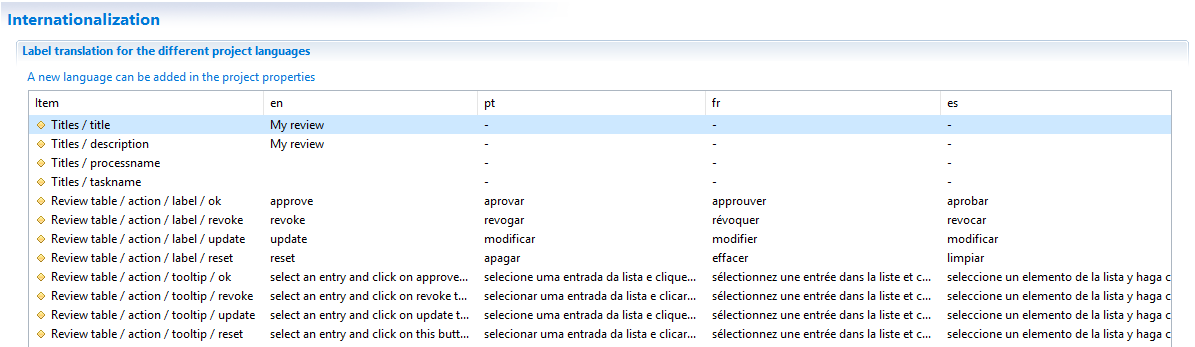 Internationalization
Label translation for the different project languages
A new language can be added in the project properties
Item en pt fr es
Titles / title My review - - -
Titles / description My review - - -
Titles / processname - - -
Titles / taskname - - -
Review table / action / label / ok approve aprovar approuver aprobar
Review table / action / label / revoke revoke revogar révoquer revocar
Review table / action / label / update update modificar modifier modificar
Review table / action / label / reset reset apagar effacer limpiar
Review table / action / tooltip / ok select an entry and click on approve... selecione uma entrada da lista e clique... sélectionnez une entrée dans la liste et c... seleccione un elemento de la lista y haga c
Review table / action / tooltip / revoke select an entry and click on revoke t... selecionar uma entrada da lista e clicar... sélectionnez une entrée dans la liste et c... seleccione un elemento de la lista y haga c
Review table / action / tooltip / update select an entry and click on update t... selecione uma entrada da lista e clique... sélectionnez une entrée dans la liste et c... seleccione un elemento de la lista y haga c
Review table / action / tooltip / reset select an entry and click on this butt... selecionar uma entrada da lista e clicar... sélectionnez une entrée dans la liste et c... seleccione un elemento de la lista y haga c